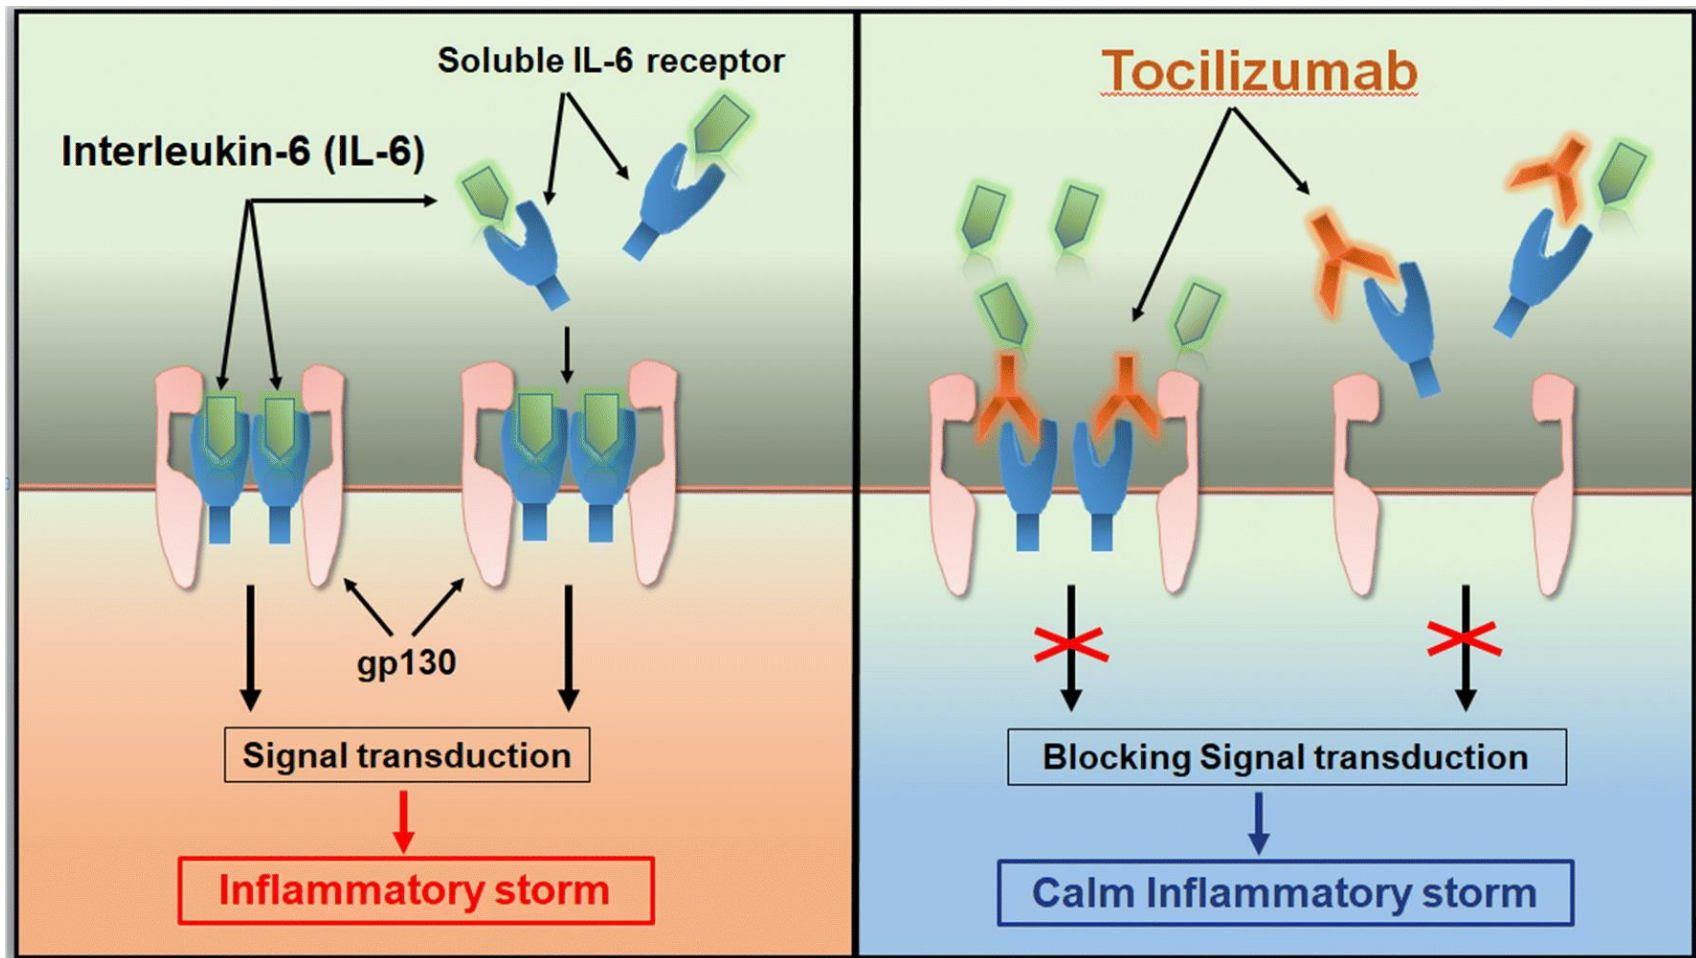 Soluble IL-6 receptor
Interleukin-6 (IL-6)
gp130
Signal transduction
Inflammatory storm
Tocilizumab
Blocking Signal transduction
Calm Inflammatory storm